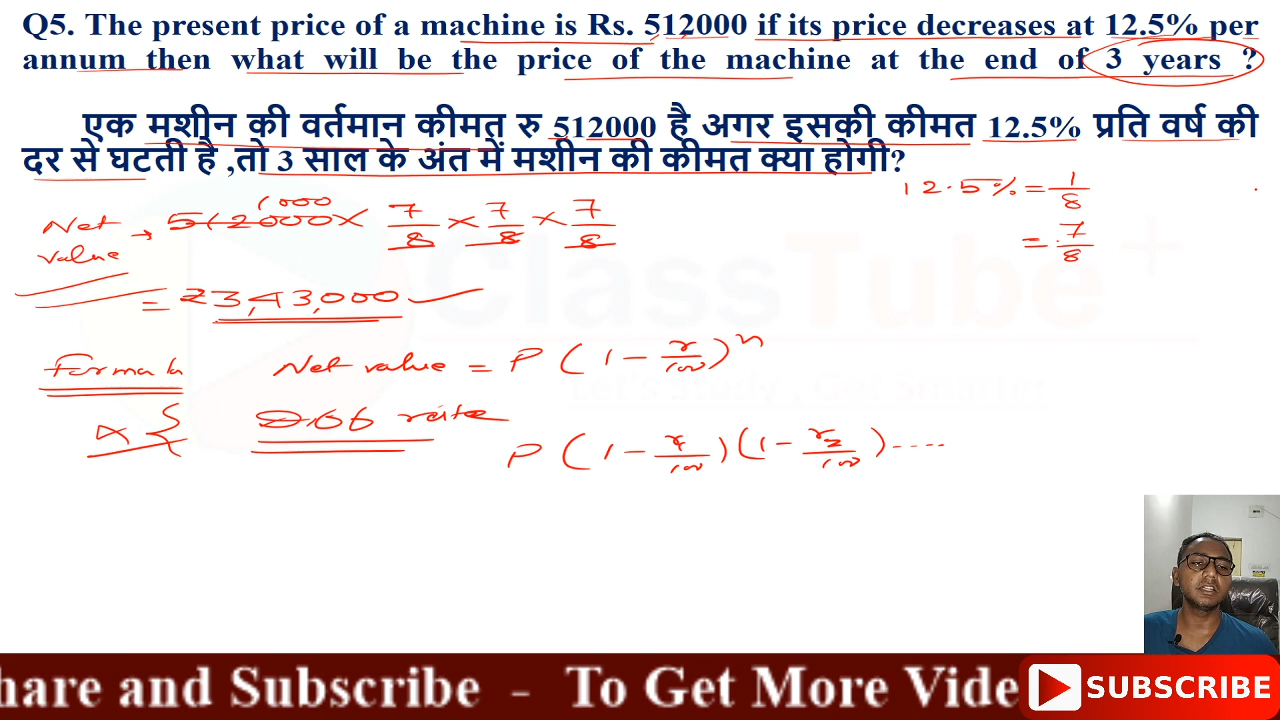 Q5. The present price of a machine is Rs. 512000 if its price decreases at 12.5% per
annum then what will be the price of the machine at the end of 3 years ?
एक मशीन की वर्तमान कीमत रु 512000 है अगर इसकी कीमत 12.5% प्रति वर्ष की
दर से घटती है ,तो 3 साल के अंत में मशीन की कीमत क्या होगी?
12.5% = 1/8
= 7/8
1000
Net value → 512000 × 7/8 × 7/8 × 7/8
= ₹3,43,000
Formula Net value = P (1 - r/100)^n
rate
P (1 - r1/100) (1 - r2/100) ----
ClassTube+
hare and Subscribe - To Get More Vide
SUBSCRIBE